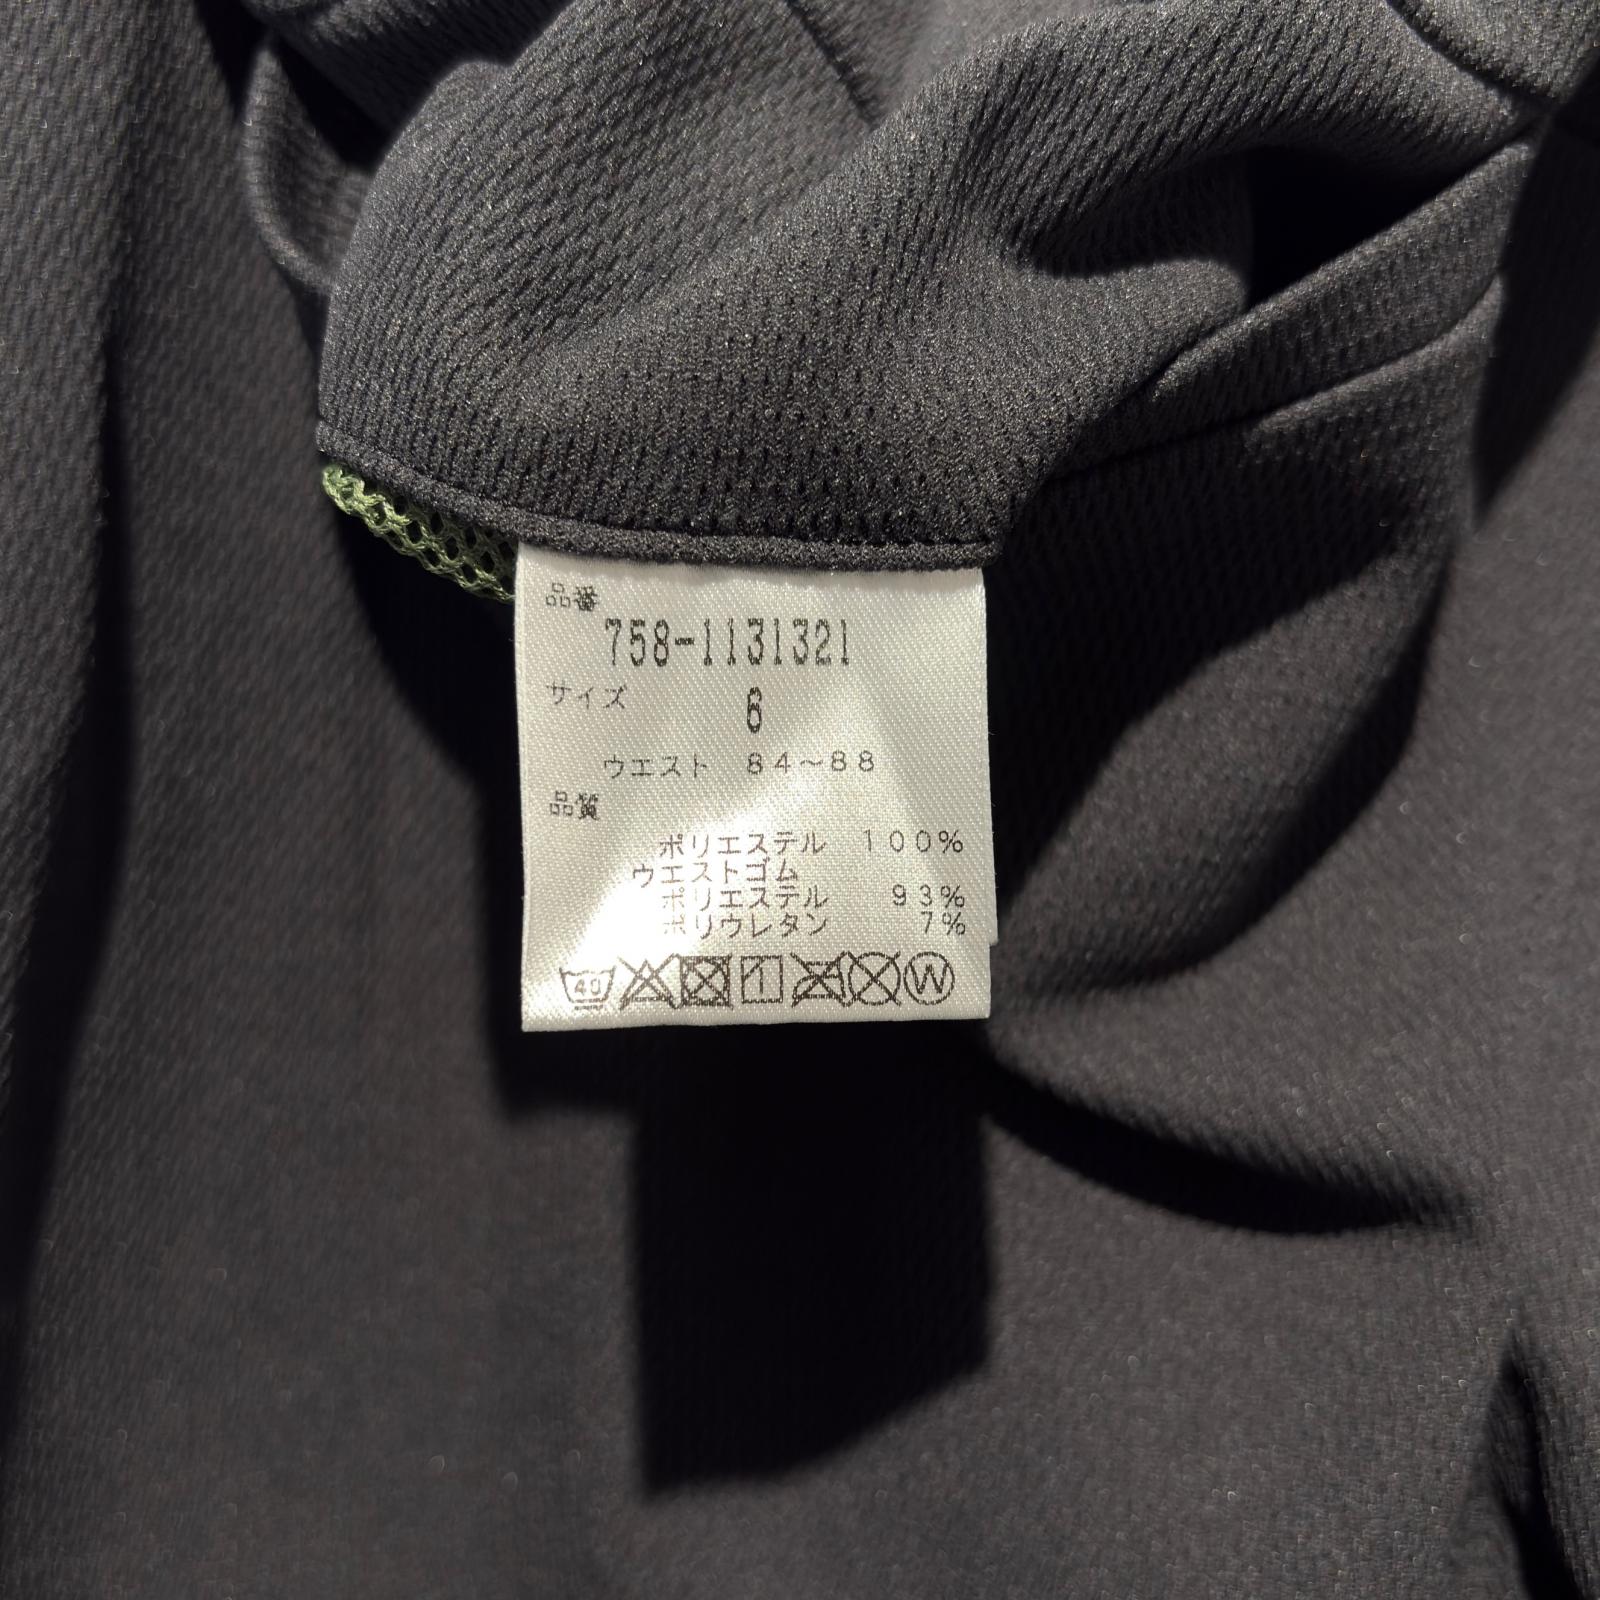 品番
758-1131321
サイズ 6
ウエスト 84~88
品質
ポリエステル 100%
ウエストゴム
ポリエステル 93%
ポリウレタン 7%
40 1 W